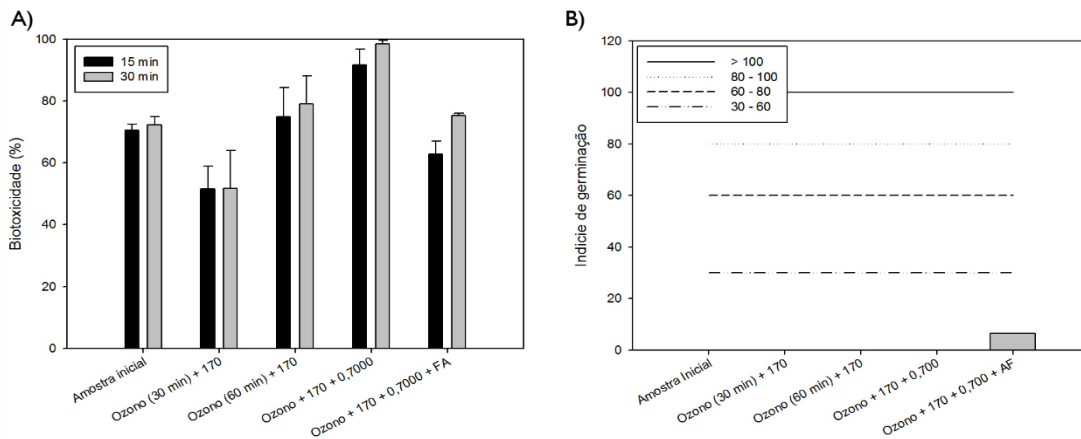 A)
Biotoxicidade (%)
100
80
60
40
20
0
15 min
30 min
Amostra inicial
Ozono (30 min) + 170
Ozono (60 min) + 170
Ozono + 170 + 0,7000
Ozono + 170 + 0,7000 + FA
B)
Indicie de germinação
120
100
80
60
40
20
0
> 100
80 - 100
60 - 80
30 - 60
Amostra Inicial
Ozono (30 min) + 170
Ozono (60 min) + 170
Ozono + 170 + 0,700
Ozono + 170 + 0,700 + AF